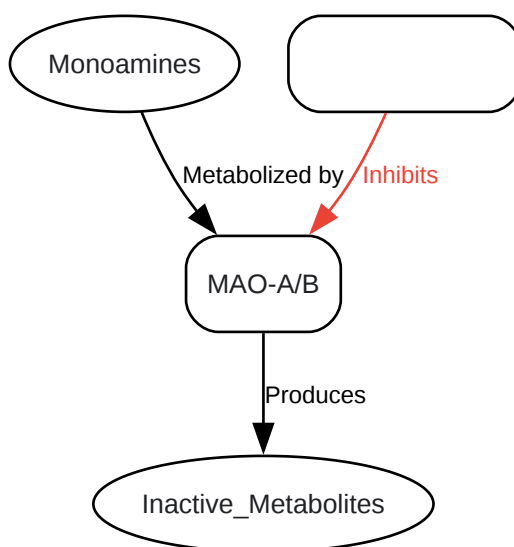 Monoamines
Metabolized by
Inhibits
MAO-A/B
Produces
Inactive_Metabolites